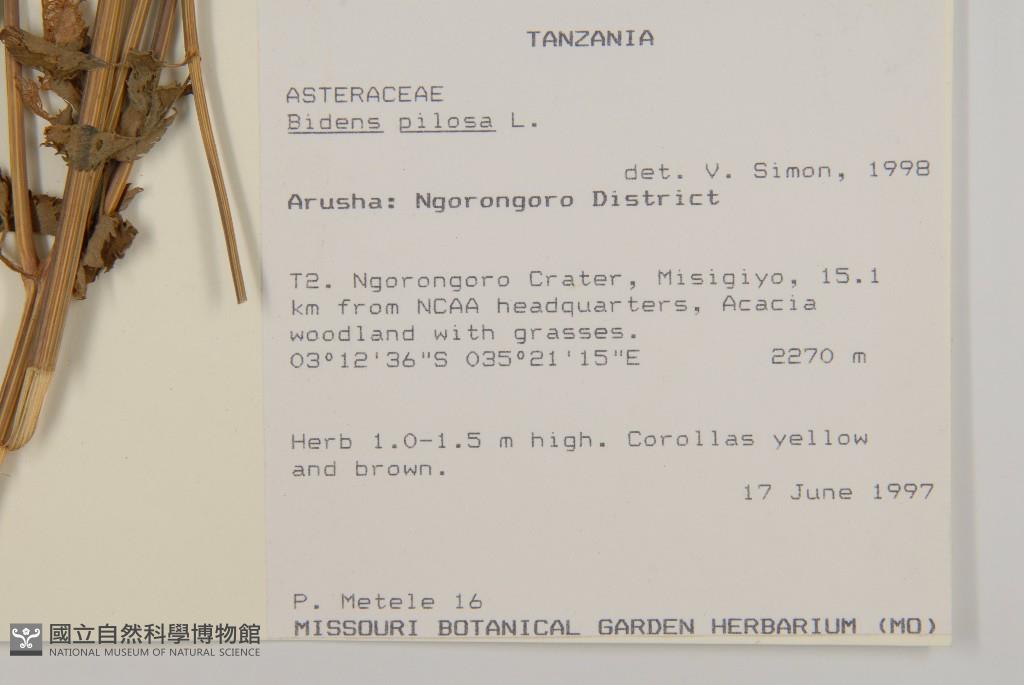 TANZANIA
ASTERACEAE
Bidens pilosa L.
det. V. Simon, 1998
Arusha: Ngorongoro District
T2. Ngorongoro Crater, Misigiyo, 15.1
km from NCAA headquarters, Acacia
woodland with grasses.
03°12'36"S 035°21'15"E 2270 m
Herb 1.0-1.5 m high. Corollas yellow
and brown.
17 June 1997
P. Metele 16
MISSOURI BOTANICAL GARDEN HERBARIUM (MO)
國立自然科學博物館
NATIONAL MUSEUM OF NATURAL SCIENCE